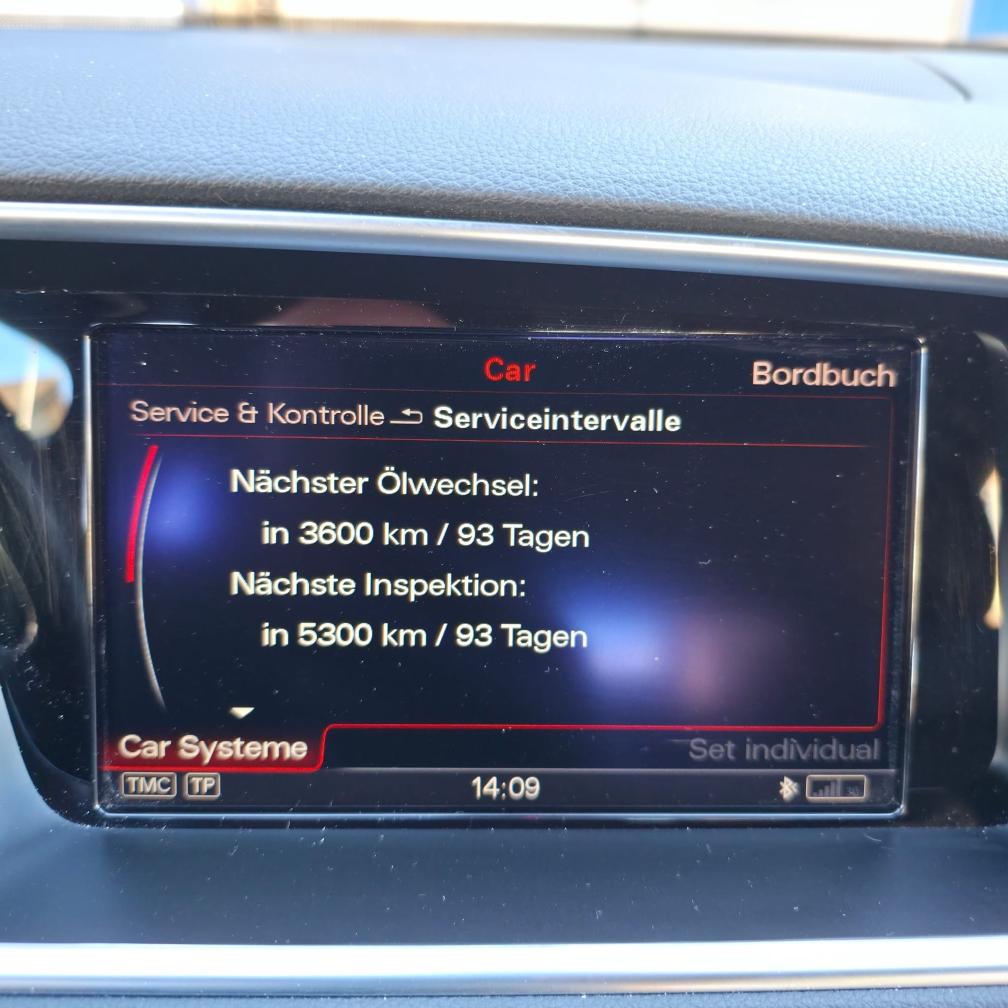 Car
Bordbuch
Service & Kontrolle Serviceintervalle
Nächster Ölwechsel:
in 3600 km / 93 Tagen
Nächste Inspektion:
in 5300 km / 93 Tagen
Car Systeme
Set individual
TMC TP
14:09